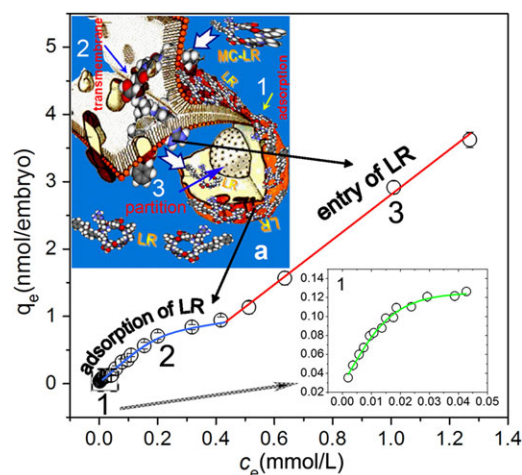 2
transmembrane
MC-LR
LR
1
adsorption
3
LR
partition
LR
LR
a
entry of LR
3
adsorption of LR
2
1
1
0.14
0.12
0.10
0.08
0.06
0.04
0.02
0.00 0.01 0.02 0.03 0.04 0.05
5
4
3
2
1
0
0.0 0.2 0.4 0.6 0.8 1.0 1.2 1.4
qe(nmol/embryo)
ce(mmol/L)